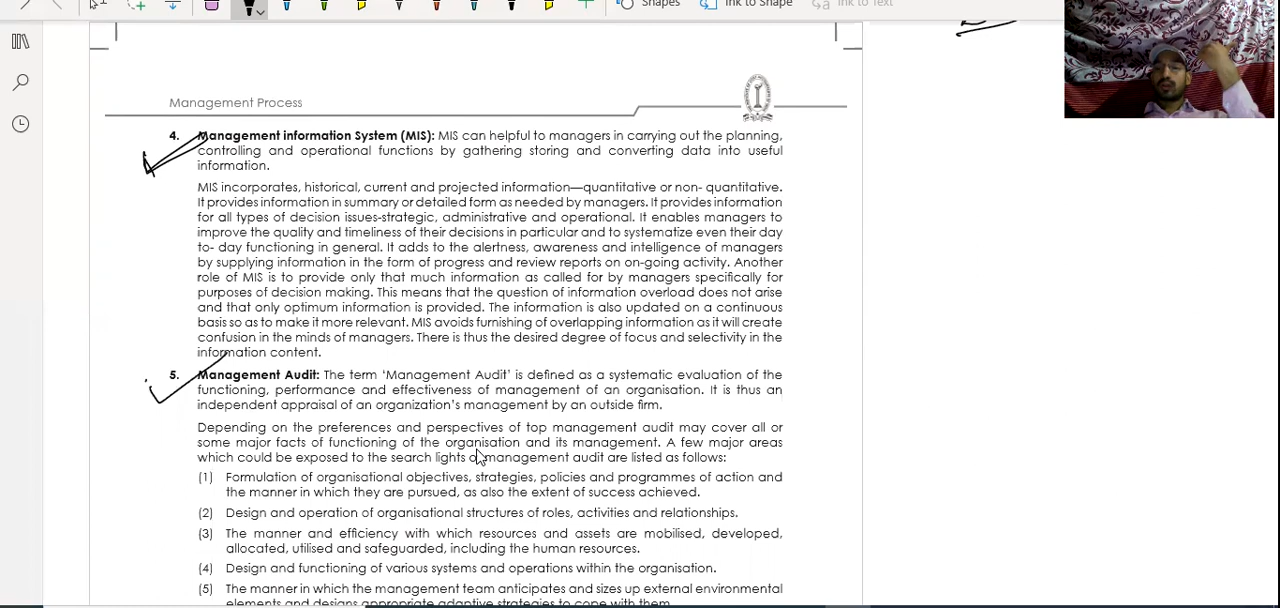 Shapes
Ink to Shape
Ink to Text
Management Process
4. Management information System (MIS): MIS can helpful to managers in carrying out the planning,
controlling and operational functions by gathering storing and converting data into useful
information.
MIS incorporates, historical, current and projected information—quantitative or non- quantitative.
It provides information in summary or detailed form as needed by managers. It provides information
for all types of decision issues-strategic, administrative and operational. It enables managers to
improve the quality and timeliness of their decisions in particular and to systematize even their day
to- day functioning in general. It adds to the alertness, awareness and intelligence of managers
by supplying information in the form of progress and review reports on on-going activity. Another
role of MIS is to provide only that much information as called for by managers specifically for
purposes of decision making. This means that the question of information overload does not arise
and that only optimum information is provided. The information is also updated on a continuous
basis so as to make it more relevant. MIS avoids furnishing of overlapping information as it will create
confusion in the minds of managers. There is thus the desired degree of focus and selectivity in the
information content.
5. Management Audit: The term ‘Management Audit’ is defined as a systematic evaluation of the
functioning, performance and effectiveness of management of an organisation. It is thus an
independent appraisal of an organization’s management by an outside firm.
Depending on the preferences and perspectives of top management audit may cover all or
some major facts of functioning of the organisation and its management. A few major areas
which could be exposed to the search lights of management audit are listed as follows:
(1) Formulation of organisational objectives, strategies, policies and programmes of action and
the manner in which they are pursued, as also the extent of success achieved.
(2) Design and operation of organisational structures of roles, activities and relationships.
(3) The manner and efficiency with which resources and assets are mobilised, developed,
allocated, utilised and safeguarded, including the human resources.
(4) Design and functioning of various systems and operations within the organisation.
(5) The manner in which the management team anticipates and sizes up external environmental
elements and designs appropriate adaptive strategies to cope with them.